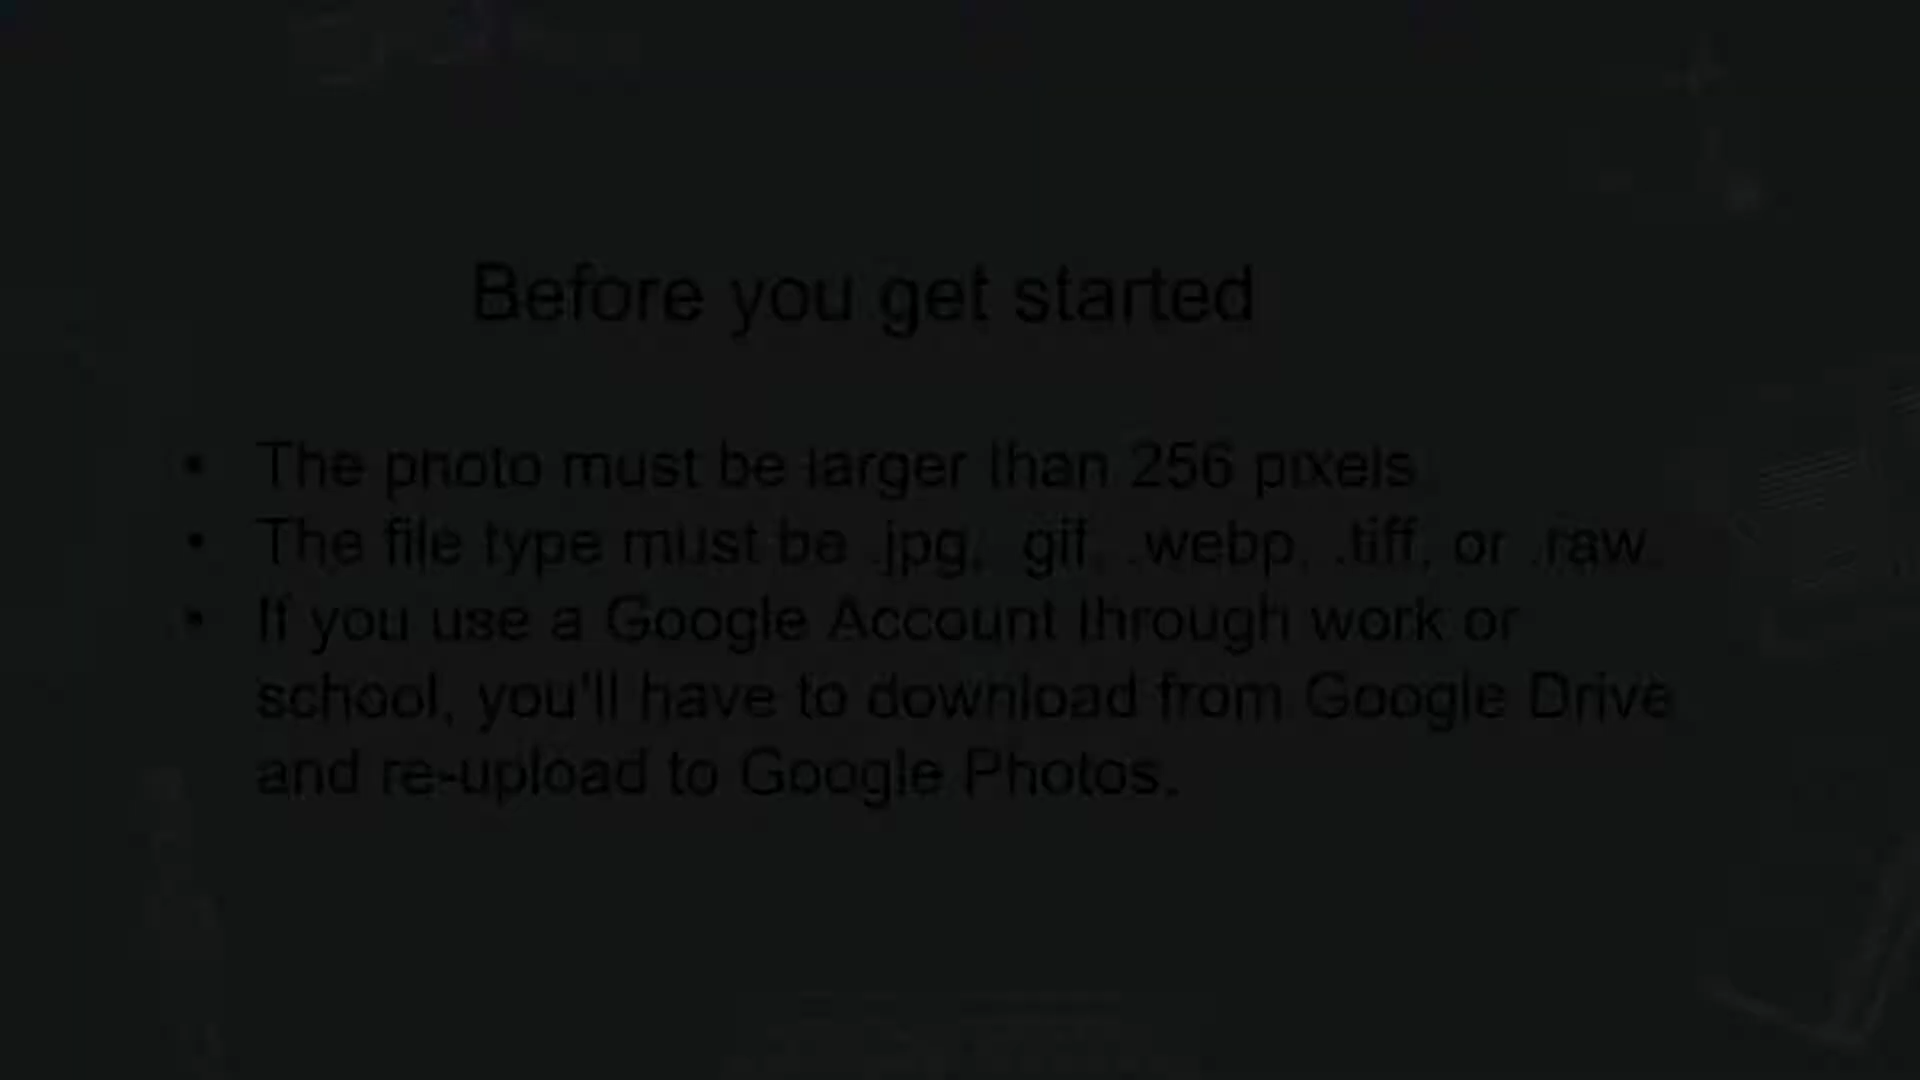 Before you get started
• The photo must be larger than 256 pixels
• The file type must be .jpg, .gif, .webp, .tiff, or .raw.
• If you use a Google Account through work or
school, you'll have to download from Google Drive
and re-upload to Google Photos.